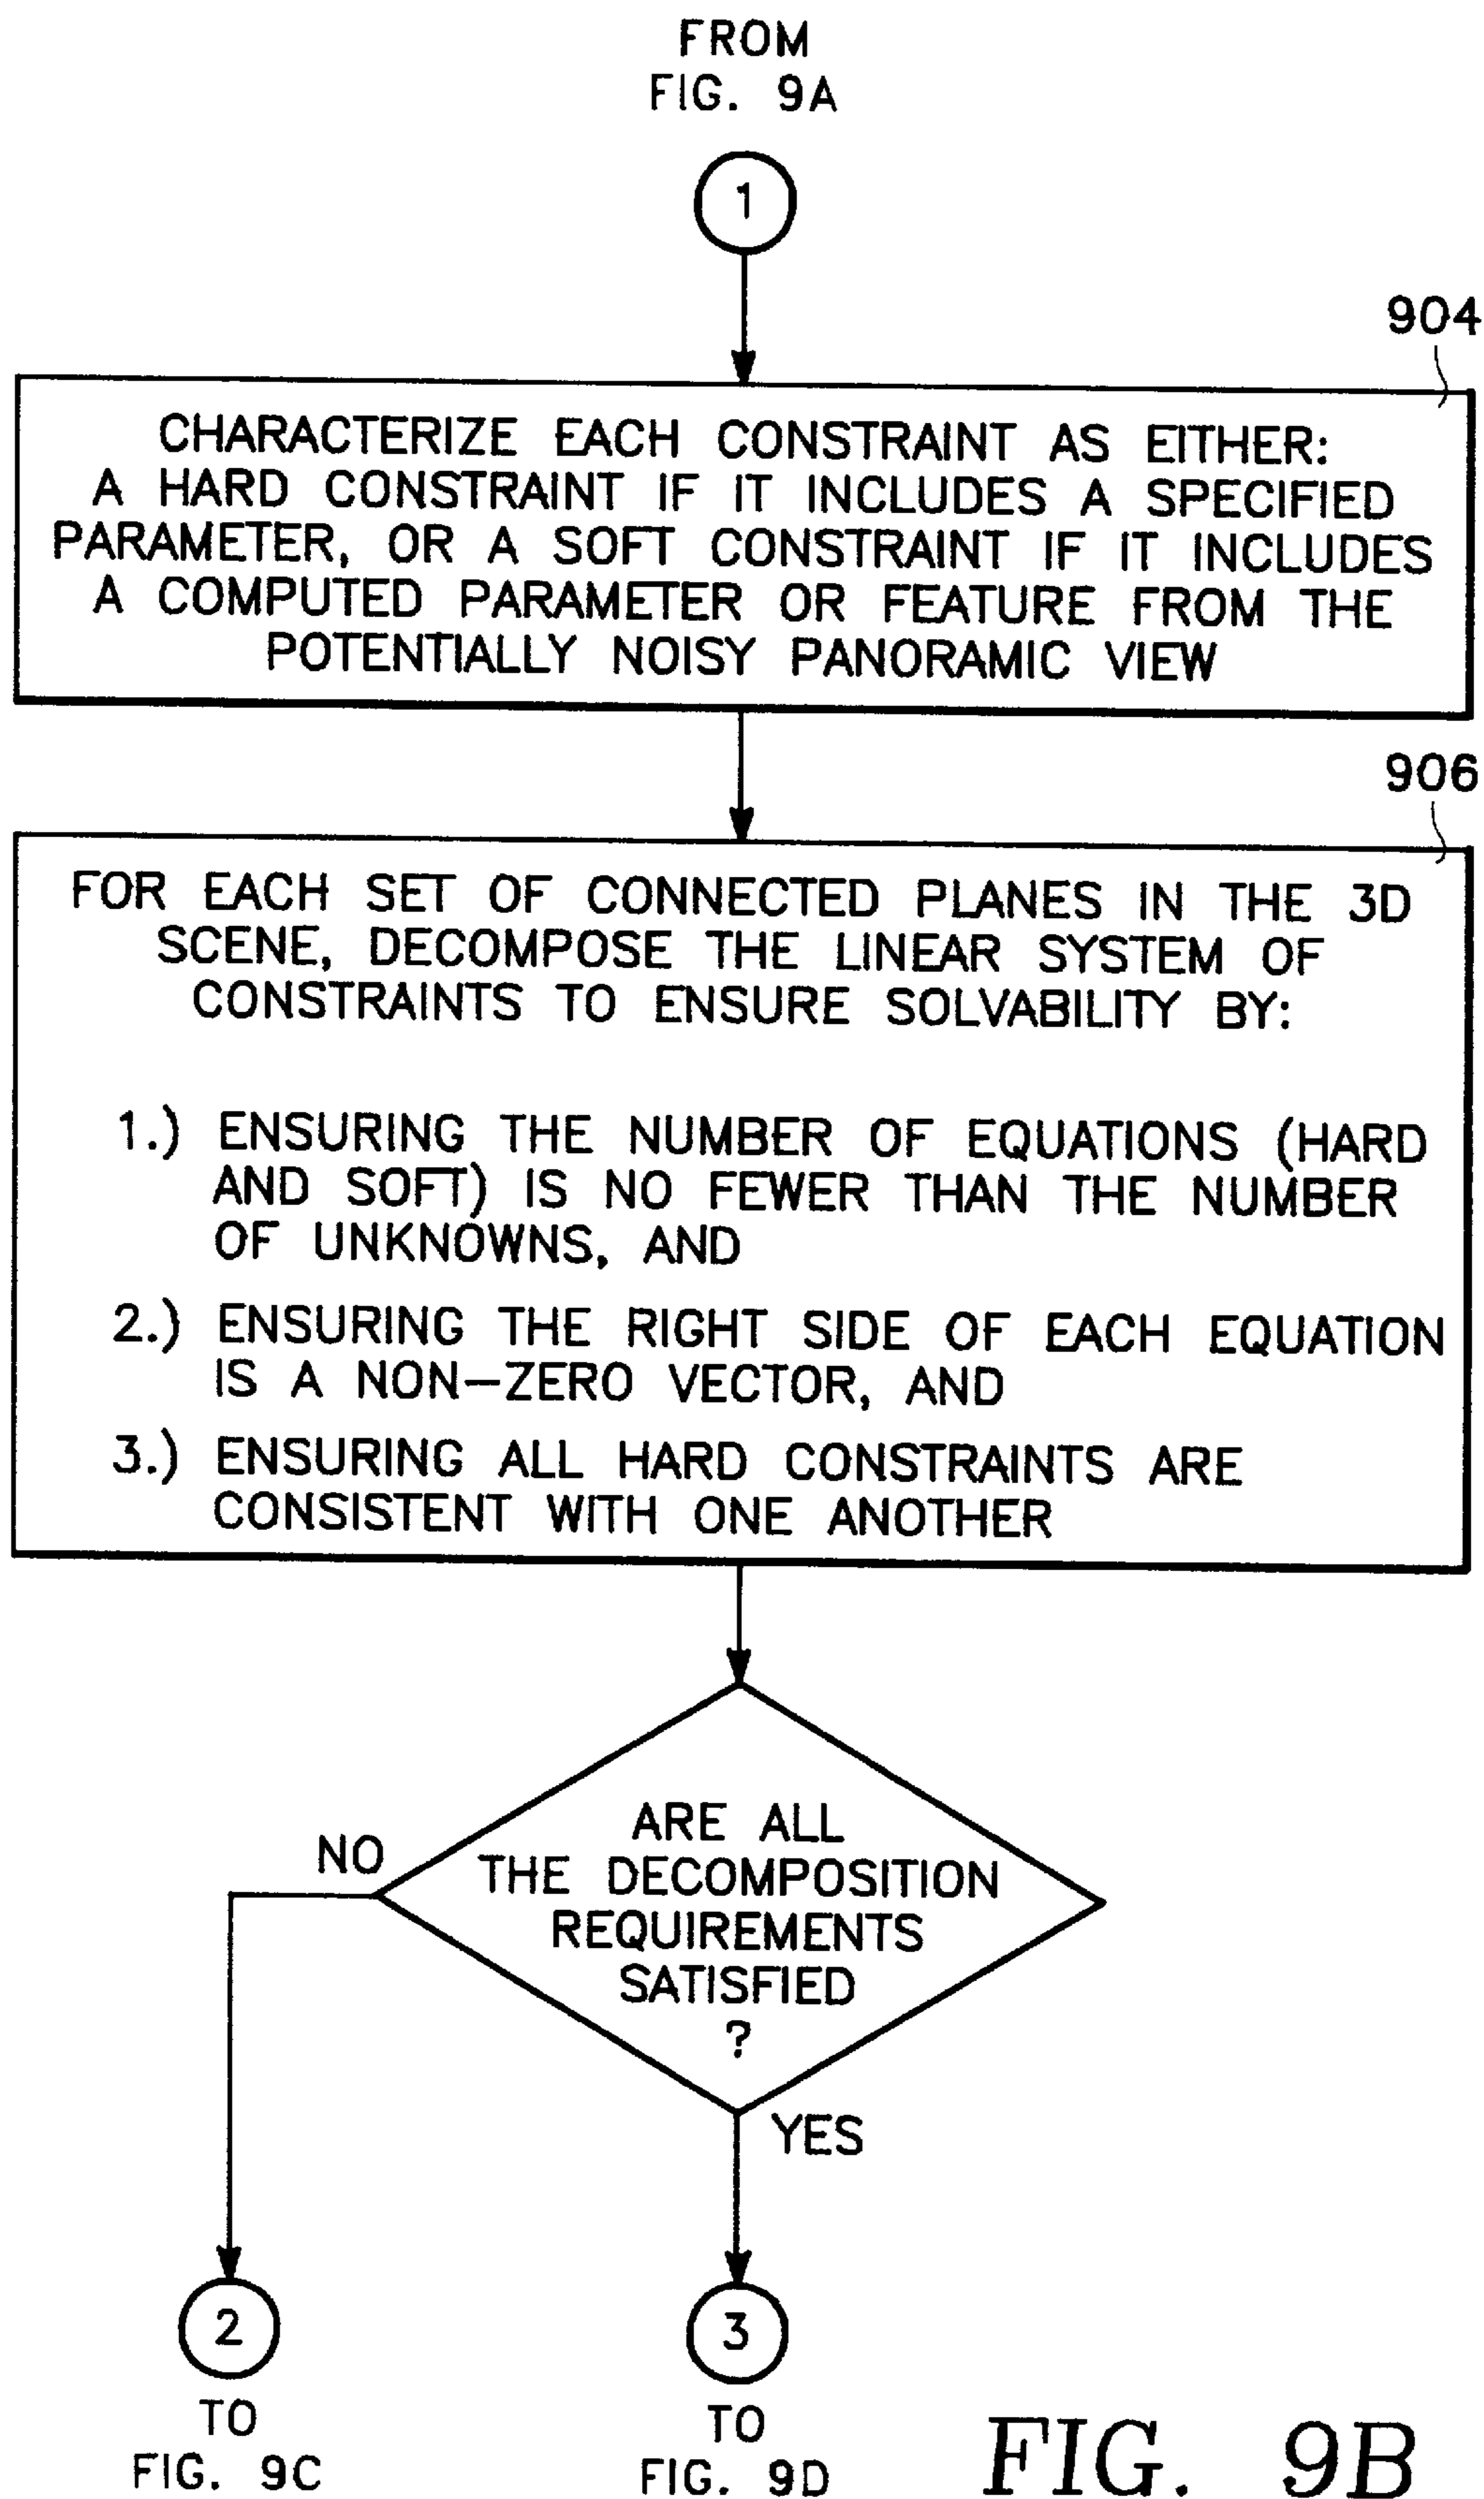 FROM
FIG. 9A
1
904
CHARACTERIZE EACH CONSTRAINT AS EITHER:
A HARD CONSTRAINT IF IT INCLUDES A SPECIFIED
PARAMETER, OR A SOFT CONSTRAINT IF IT INCLUDES
A COMPUTED PARAMETER OR FEATURE FROM THE
POTENTIALLY NOISY PANORAMIC VIEW
906
FOR EACH SET OF CONNECTED PLANES IN THE 3D
SCENE, DECOMPOSE THE LINEAR SYSTEM OF
CONSTRAINTS TO ENSURE SOLVABILITY BY:
1.) ENSURING THE NUMBER OF EQUATIONS (HARD
AND SOFT) IS NO FEWER THAN THE NUMBER
OF UNKNOWNS, AND
2.) ENSURING THE RIGHT SIDE OF EACH EQUATION
IS A NON-ZERO VECTOR, AND
3.) ENSURING ALL HARD CONSTRAINTS ARE
CONSISTENT WITH ONE ANOTHER
ARE ALL
THE DECOMPOSITION
REQUIREMENTS
SATISFIED
?
NO
YES
2
TO
FIG. 9C
3
TO
FIG. 9D
FIG. 9B